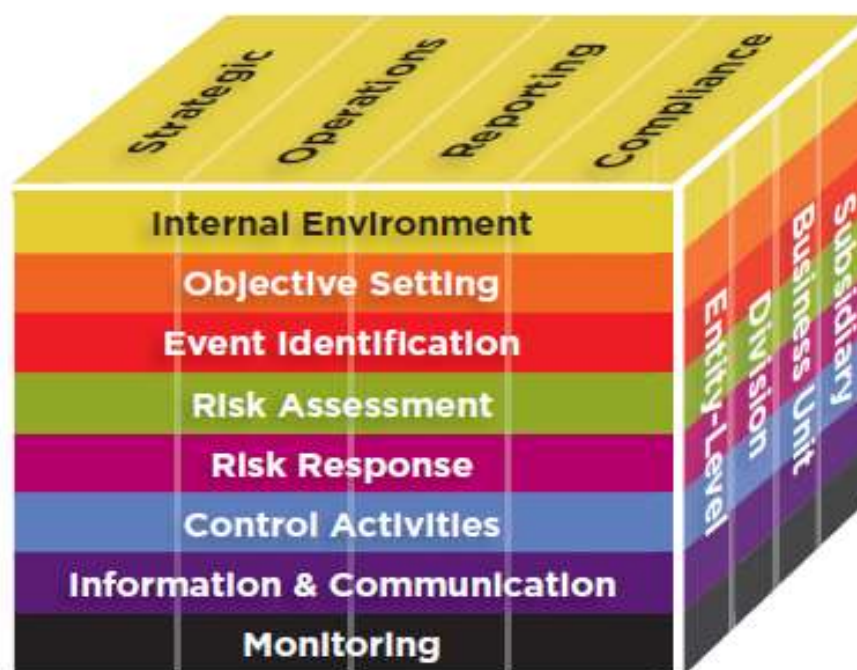 Strategic
Operations
Reporting
Compliance
Internal Environment
Objective Setting
Event Identification
Risk Assessment
Risk Response
Control Activities
Information & Communication
Monitoring
Entity-Level
Division
Business Unit
Subsidiary